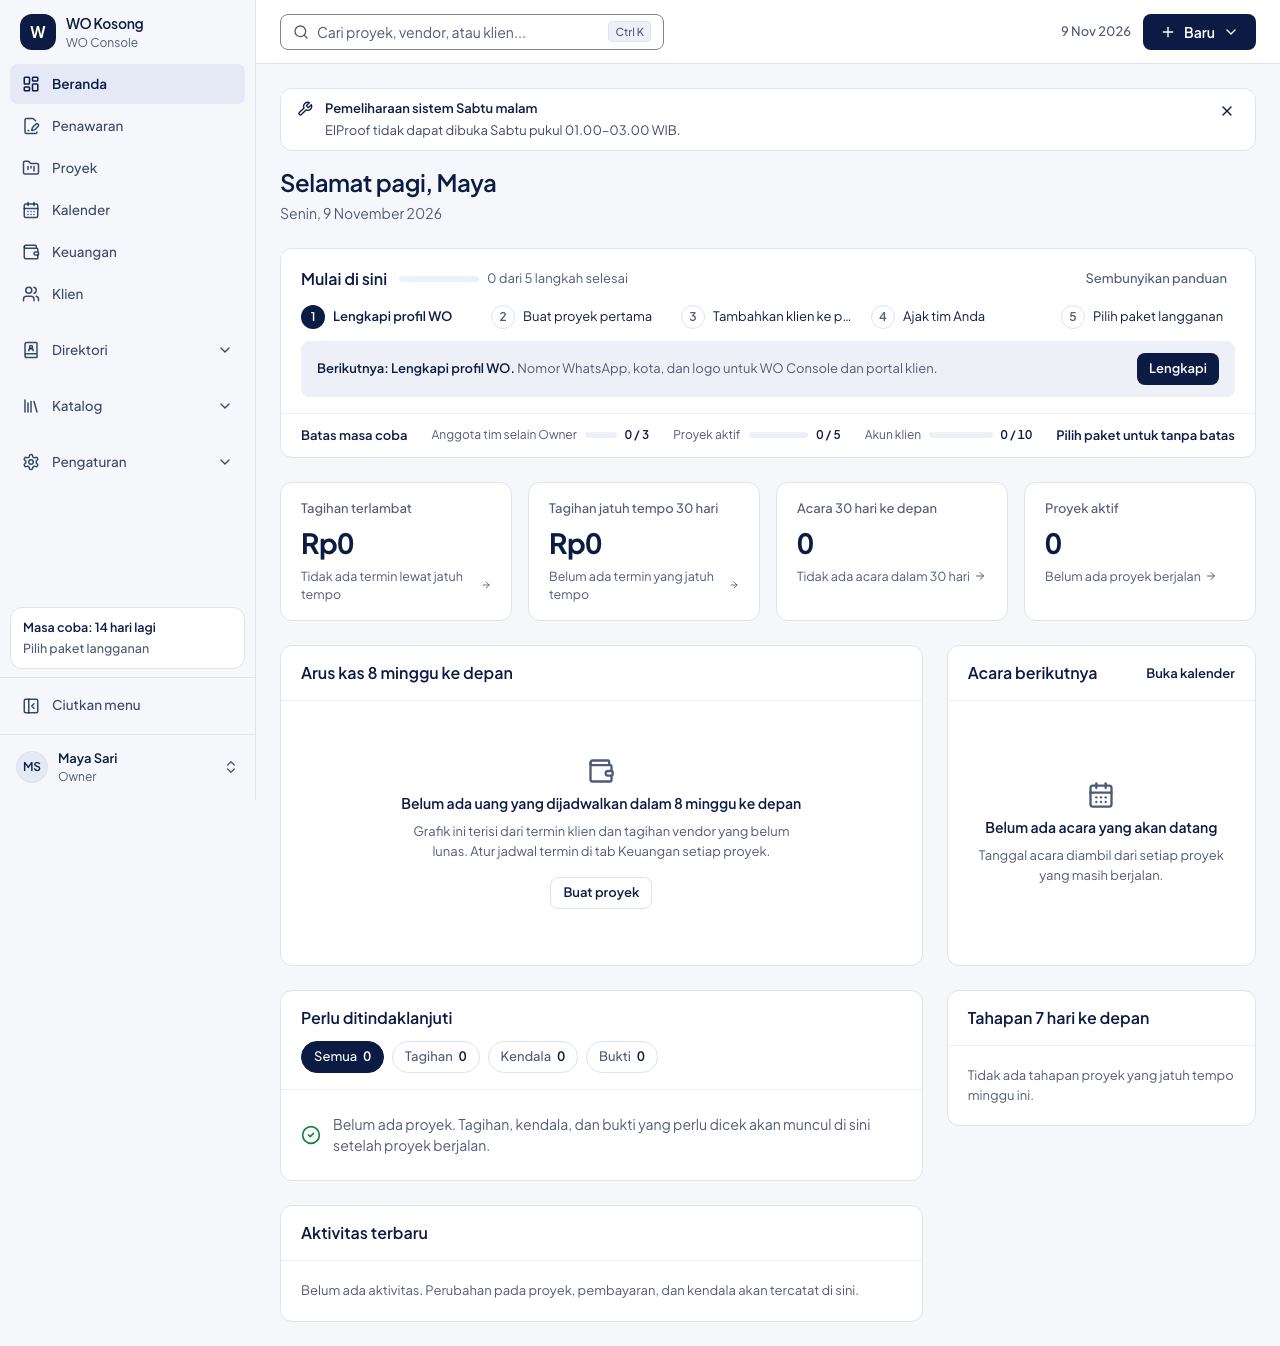 W
WO Kosong
WO Console
Beranda
Penawaran
Proyek
Kalender
Keuangan
Klien
Direktori
Katalog
Pengaturan
Masa coba: 14 hari lagi
Pilih paket langganan
Ciutkan menu
MS
Maya Sari
Owner
Cari proyek, vendor, atau klien...
Ctrl K
9 Nov 2026
Baru
Pemeliharaan sistem Sabtu malam
ElProof tidak dapat dibuka Sabtu pukul 01.00–03.00 WIB.
Selamat pagi, Maya
Senin, 9 November 2026
Mulai di sini
0 dari 5 langkah selesai
Sembunyikan panduan
1 Lengkapi profil WO
2 Buat proyek pertama
3 Tambahkan klien ke p...
4 Ajak tim Anda
5 Pilih paket langganan
Berikutnya: Lengkapi profil WO. Nomor WhatsApp, kota, dan logo untuk WO Console dan portal klien.
Lengkapi
Batas masa coba
Anggota tim selain Owner 0 / 3
Proyek aktif 0 / 5
Akun klien 0 / 10
Pilih paket untuk tanpa batas
Tagihan terlambat
Rp0
Tidak ada termin lewat jatuh
tempo
Tagihan jatuh tempo 30 hari
Rp0
Belum ada termin yang jatuh
tempo
Acara 30 hari ke depan
0
Tidak ada acara dalam 30 hari
Proyek aktif
0
Belum ada proyek berjalan
Arus kas 8 minggu ke depan
Belum ada uang yang dijadwalkan dalam 8 minggu ke depan
Grafik ini terisi dari termin klien dan tagihan vendor yang belum
lunas. Atur jadwal termin di tab Keuangan setiap proyek.
Buat proyek
Acara berikutnya
Buka kalender
Belum ada acara yang akan datang
Tanggal acara diambil dari setiap proyek
yang masih berjalan.
Perlu ditindaklanjuti
Semua 0
Tagihan 0
Kendala 0
Bukti 0
Belum ada proyek. Tagihan, kendala, dan bukti yang perlu dicek akan muncul di sini
setelah proyek berjalan.
Tahapan 7 hari ke depan
Tidak ada tahapan proyek yang jatuh tempo
minggu ini.
Aktivitas terbaru
Belum ada aktivitas. Perubahan pada proyek, pembayaran, dan kendala akan tercatat di sini.